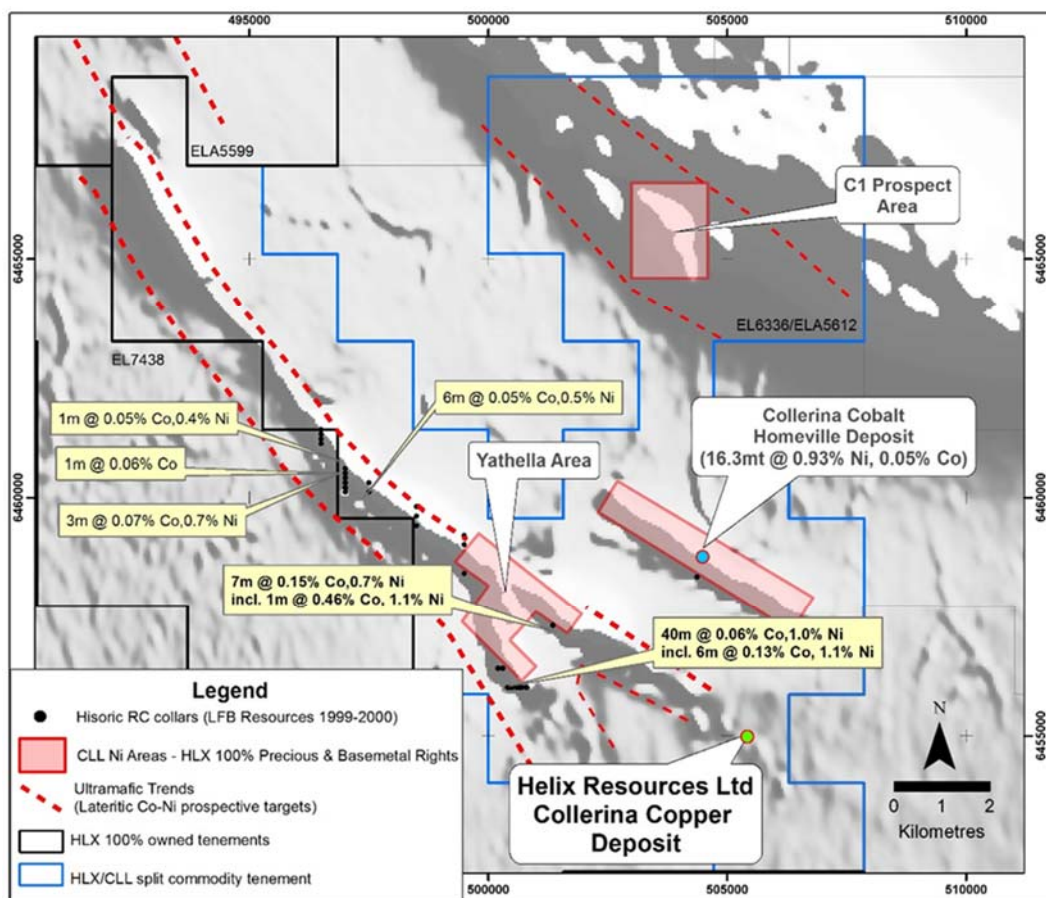 495000
500000
505000
510000
ELA5599
C1 Prospect
Area
6465000
6465000
EL6336/ELA5612
EL7438
6m @ 0.05% Co,0.5% Ni
1m @ 0.05% Co,0.4% Ni
Collerina Cobalt
Homeville Deposit
(16.3mt @ 0.93% Ni, 0.05% Co)
1m @ 0.06% Co
Yathella Area
6460000
6460000
3m @ 0.07% Co,0.7% Ni
7m @ 0.15% Co,0.7% Ni
incl. 1m @ 0.46% Co, 1.1% Ni
40m @ 0.06% Co,1.0% Ni
incl. 6m @ 0.13% Co, 1.1% Ni
Legend
Hisoric RC collars (LFB Resources 1999-2000)
CLL Ni Areas - HLX 100% Precious & Basemetal Rights
Ultramafic Trends
(Lateritic Co-Ni prospective targets)
HLX 100% owned tenements
HLX/CLL split commodity tenement
Helix Resources Ltd
Collerina Copper
Deposit
6455000
N
0 1 2
Kilometres
500000
505000
510000